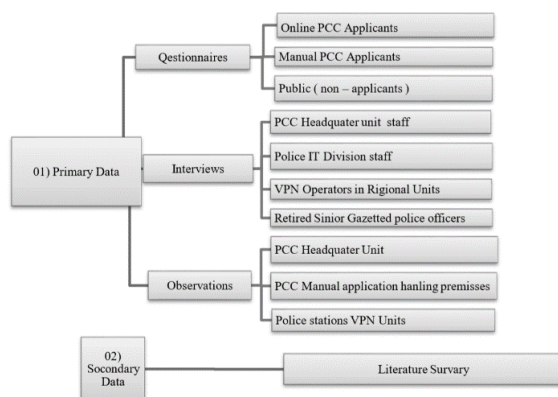 01) Primary Data
Qestionnaires
Online PCC Applicants
Manual PCC Applicants
Public ( non – applicants )
Interviews
PCC Headquater unit staff
Police IT Division staff
VPN Operators in Rigional Units
Retired Sinior Gazetted police officers
Observations
PCC Headquater Unit
PCC Manual application hanling premisses
Police stations VPN Units
02)
Socondary
Data
Literature Survary